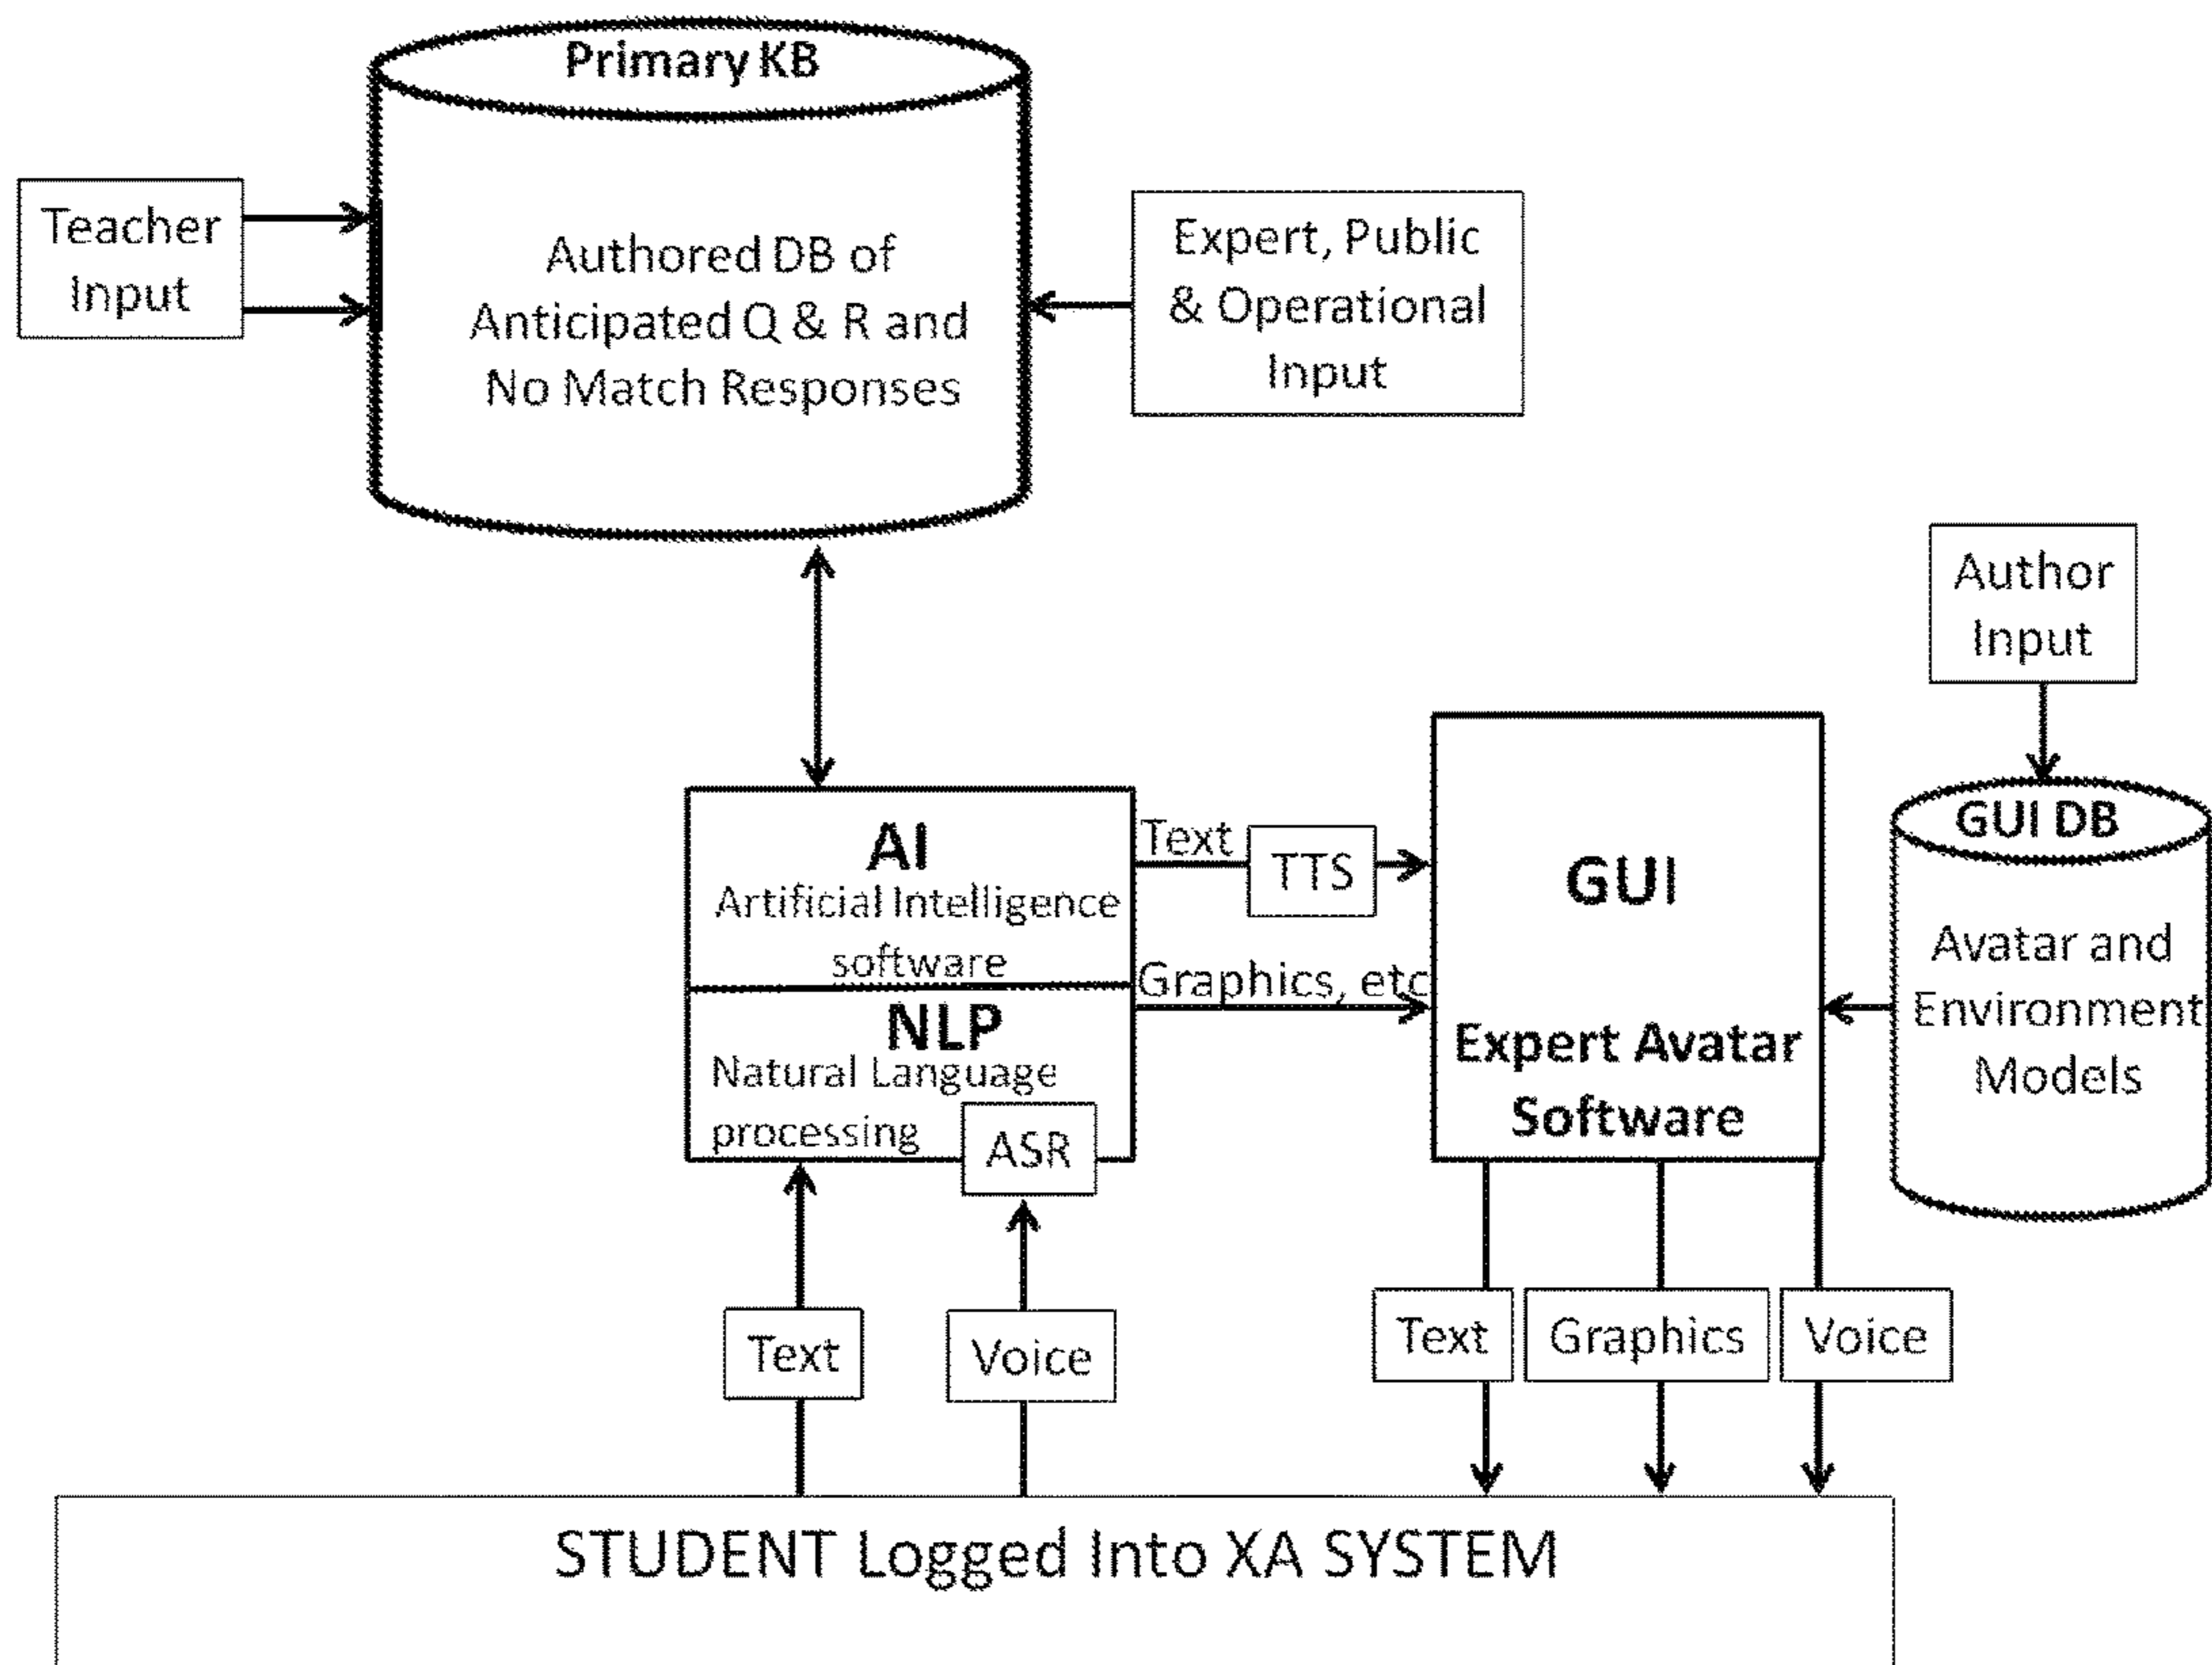 Primary KB
Teacher
Input
Authored DB of
Anticipated Q & R and
No Match Responses
Expert, Public
& Operational
Input
Author
Input
AI
Artificial Intelligence
software
NLP
Natural Language
processing
ASR
Text
TTS
Graphics, etc
GUI
Expert Avatar
Software
GUI DB
Avatar and
Environment
Models
Text
Voice
Text
Graphics
Voice
STUDENT Logged Into XA SYSTEM